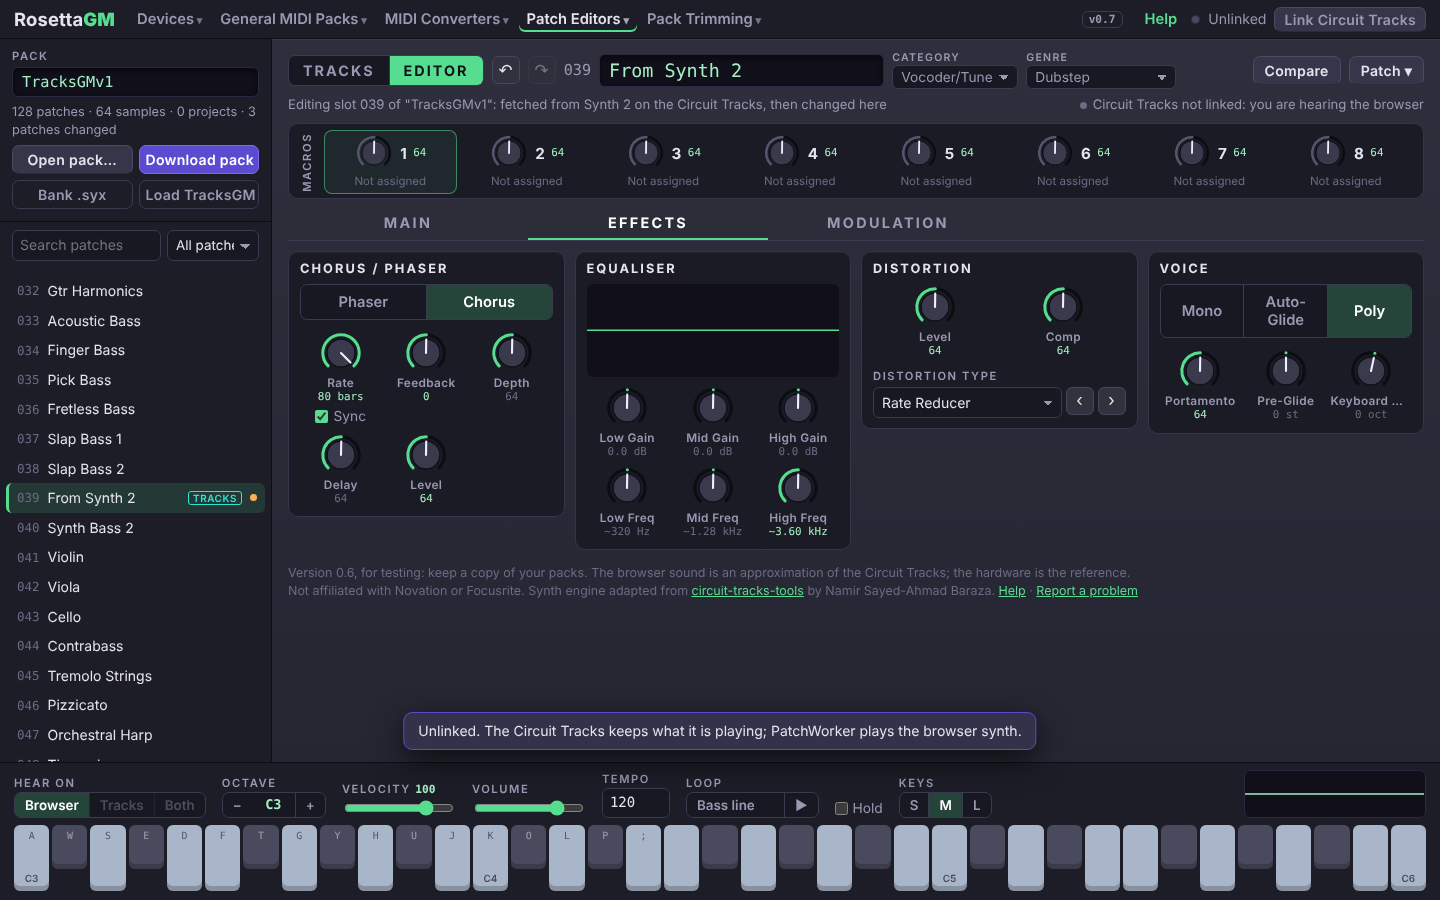 RosettaGM Devices▾ General MIDI Packs▾ MIDI Converters▾ Patch Editors▾ Pack Trimming▾ v0.7 Help Unlinked Link Circuit Tracks
PACK
TracksGMv1
128 patches · 64 samples · 0 projects · 3
patches changed
Open pack... Download pack
Bank .syx Load TracksGM
Search patches All patche
032 Gtr Harmonics
033 Acoustic Bass
034 Finger Bass
035 Pick Bass
036 Fretless Bass
037 Slap Bass 1
038 Slap Bass 2
039 From Synth 2 TRACKS
040 Synth Bass 2
041 Violin
042 Viola
043 Cello
044 Contrabass
045 Tremolo Strings
046 Pizzicato
047 Orchestral Harp
TRACKS EDITOR ↶ ↷ 039 From Synth 2
CATEGORY
Vocoder/Tune
GENRE
Dubstep
Compare Patch ▾
Editing slot 039 of "TracksGMv1": fetched from Synth 2 on the Circuit Tracks, then changed here
Circuit Tracks not linked: you are hearing the browser
MACROS
1 64 2 64 3 64 4 64 5 64 6 64 7 64 8 64
Not assigned Not assigned Not assigned Not assigned Not assigned Not assigned Not assigned Not assigned
MAIN EFFECTS MODULATION
CHORUS / PHASER
Phaser Chorus
Rate Feedback Depth
80 bars 0 64
Sync
Delay Level
64 64
EQUALISER
Low Gain Mid Gain High Gain
0.0 dB 0.0 dB 0.0 dB
Low Freq Mid Freq High Freq
~320 Hz ~1.28 kHz ~3.60 kHz
DISTORTION
Level Comp
64 64
DISTORTION TYPE
Rate Reducer ‹ ›
VOICE
Mono Auto-Glide Poly
Portamento Pre-Glide Keyboard ...
64 0 st 0 oct
Version 0.6, for testing: keep a copy of your packs. The browser sound is an approximation of the Circuit Tracks; the hardware is the reference.
Not affiliated with Novation or Focusrite. Synth engine adapted from circuit-tracks-tools by Namir Sayed-Ahmad Baraza. Help · Report a problem
Unlinked. The Circuit Tracks keeps what it is playing; PatchWorker plays the browser synth.
HEAR ON OCTAVE VELOCITY 100 VOLUME TEMPO LOOP KEYS
Browser Tracks Both – C3 + 120 Bass line ▶ Hold S M L
A W S E D F T G Y H U J K O L P ;
C3 C4 C5 C6